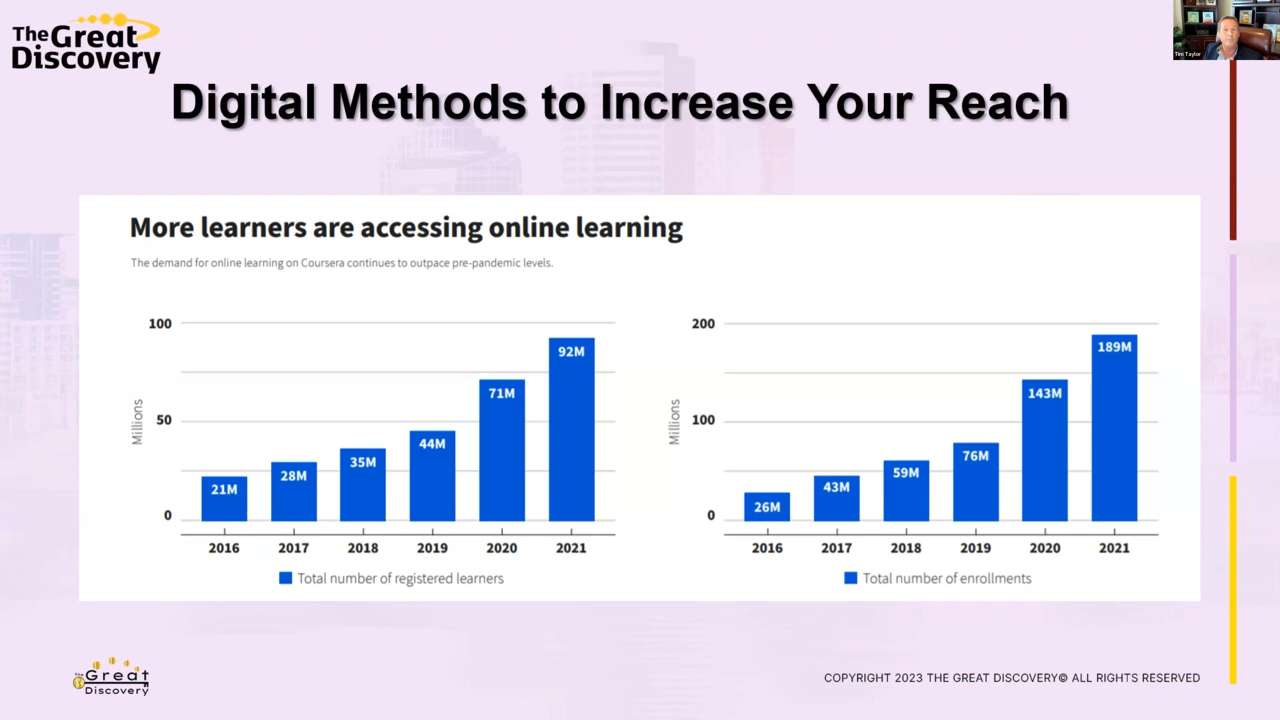 The Great
Discovery
Tim Taylor
Digital Methods to Increase Your Reach
More learners are accessing online learning
The demand for online learning on Coursera continues to outpace pre-pandemic levels.
100
50
0
Millions
21M
28M
35M
44M
71M
92M
2016 2017 2018 2019 2020 2021
Total number of registered learners
200
100
0
Millions
26M
43M
59M
76M
143M
189M
2016 2017 2018 2019 2020 2021
Total number of enrollments
The Great
Discovery
COPYRIGHT 2023 THE GREAT DISCOVERY© ALL RIGHTS RESERVED